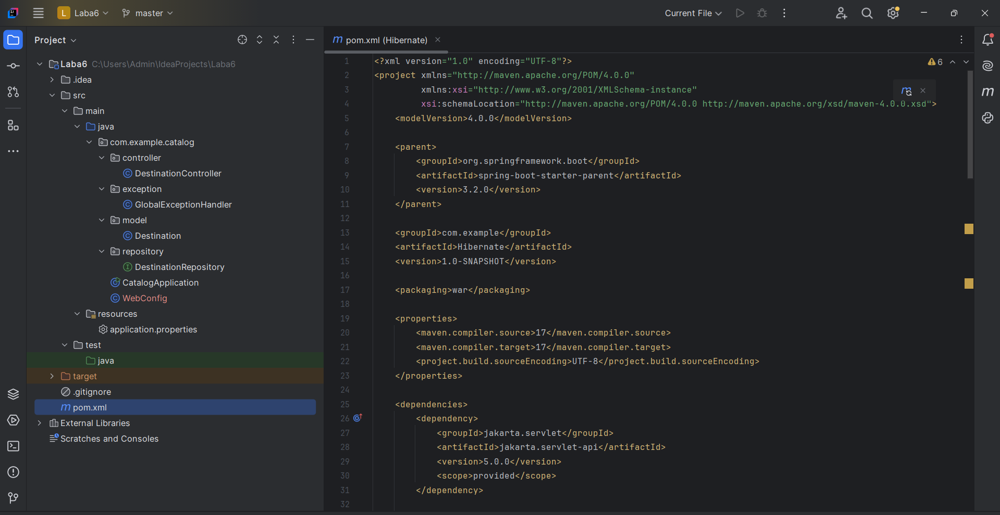 L Laba6 master Current File
Project
Laba6 C:\Users\Admin\IdeaProjects\Laba6
.idea
src
main
java
com.example.catalog
controller
DestinationController
exception
GlobalExceptionHandler
model
Destination
repository
DestinationRepository
CatalogApplication
WebConfig
resources
application.properties
test
java
target
.gitignore
m pom.xml
External Libraries
Scratches and Consoles
m pom.xml (Hibernate)
6
1 <?xml version="1.0" encoding="UTF-8"?>
2 <project xmlns="http://maven.apache.org/POM/4.0.0"
3 xmlns:xsi="http://www.w3.org/2001/XMLSchema-instance"
4 xsi:schemaLocation="http://maven.apache.org/POM/4.0.0 http://maven.apache.org/xsd/maven-4.0.0.xsd">
5 <modelVersion>4.0.0</modelVersion>
6
7 <parent>
8 <groupId>org.springframework.boot</groupId>
9 <artifactId>spring-boot-starter-parent</artifactId>
10 <version>3.2.0</version>
11 </parent>
12
13 <groupId>com.example</groupId>
14 <artifactId>Hibernate</artifactId>
15 <version>1.0-SNAPSHOT</version>
16
17 <packaging>war</packaging>
18
19 <properties>
20 <maven.compiler.source>17</maven.compiler.source>
21 <maven.compiler.target>17</maven.compiler.target>
22 <project.build.sourceEncoding>UTF-8</project.build.sourceEncoding>
23 </properties>
24
25 <dependencies>
26 <dependency>
27 <groupId>jakarta.servlet</groupId>
28 <artifactId>jakarta.servlet-api</artifactId>
29 <version>5.0.0</version>
30 <scope>provided</scope>
31 </dependency>
32